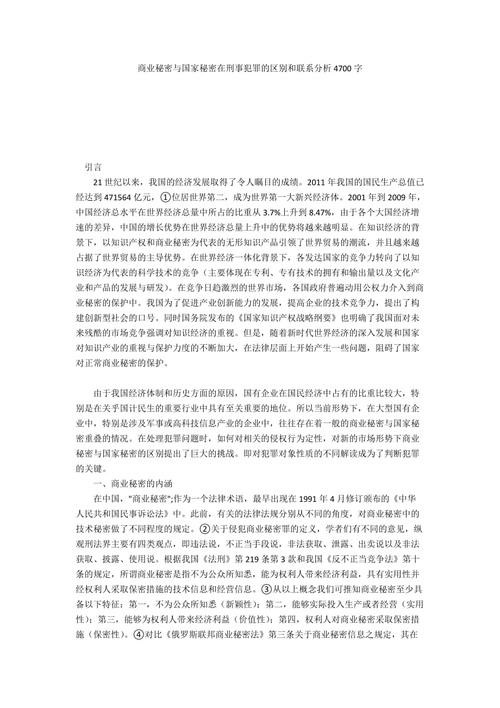 商业秘密与国家秘密在刑事犯罪的区别和联系分析 4700 字
引言
21 世纪以来，我国的经济发展取得了令人瞩目的成绩。2011 年我国的国民生产总值已
经达到 471564 亿元，①位居世界第二，成为世界第一大新兴经济体。2001 年到 2009 年，
中国经济总水平在世界经济总量中所占的比重从 3.7%上升到 8.47%，由于各个大国经济增
速的差异，中国的增长优势在世界经济总量上升中的优势将越来越明显。在知识经济的背
景下，以知识产权和商业秘密为代表的无形知识产品引领了世界贸易的潮流，并且越来越
占据了世界贸易的主导优势。在世界经济一体化背景下，各发达国家的竞争力转向了以知
识经济为代表的科学技术的竞争（主要体现在专利、专有技术的拥有和输出量以及文化产
业和产品的发展与研发）。在竞争日趋激烈的世界市场，各国政府普遍动用公权力介入到商
业秘密的保护中。我国为了促进产业创新能力的发展，提高企业的技术竞争力，提出了构
建创新型社会的口号。同时国务院发布的《国家知识产权战略纲要》也明确了我国面对未
来残酷的市场竞争强调对知识经济的重视。但是，随着新时代世界经济的深入发展和国家
对知识产业的重视与保护力度的不断加大，在法律层面上开始产生一些问题，阻碍了国家
对正常商业秘密的保护。
由于我国经济体制和历史方面的原因，国有企业在国民经济中占有的比重比较大，特
别是在关乎国计民生的重要行业中具有至关重要的地位。所以当前形势下，在大型国有企
业中，特别是涉及军事或高科技信息产业的企业中，往往存在着一般的商业秘密与国家秘
密重叠的情况。在处理犯罪问题时，如何对相关的侵权行为定性，对新的市场形势下商业
秘密与国家秘密的区别提出了巨大的挑战。即对犯罪对象性质的不同解读成为了判断犯罪
的关键。
一、商业秘密的内涵
在中国，"商业秘密";作为一个法律术语，最早出现在 1991 年 4 月修订颁布的《中华
人民共和国民事诉讼法》中。此前，有关的法律法规分别从不同的角度，对商业秘密中的
技术秘密做了不同程度的规定。②关于侵犯商业秘密罪的定义，学者们有不同的意见，纵
观刑法界主要有四类观点，即违法说，不正当手段说，非法获取、泄露、出卖说以及非法
获取、披露、使用说。根据我国《法刑》第 219 条第 3 款和我国《反不正当竞争法》第十
条的规定，所谓商业秘密是指不为公众所知悉，能为权利人带来经济利益，具有实用性并
经权利人采取保密措施的技术信息和经营信息。③从以上概念我们可推知商业秘密至少具
备以下特征；第一，不为公众所知悉（新颖性）；第二，能够实际投入生产或者经营（实用
性）；第三，能够为权利人带来经济利益（价值性）；第四，权利人对商业秘密采取保密措
施（保密性）。④对比《俄罗斯联邦商业秘密法》第三条关于商业秘密信息之规定，其在